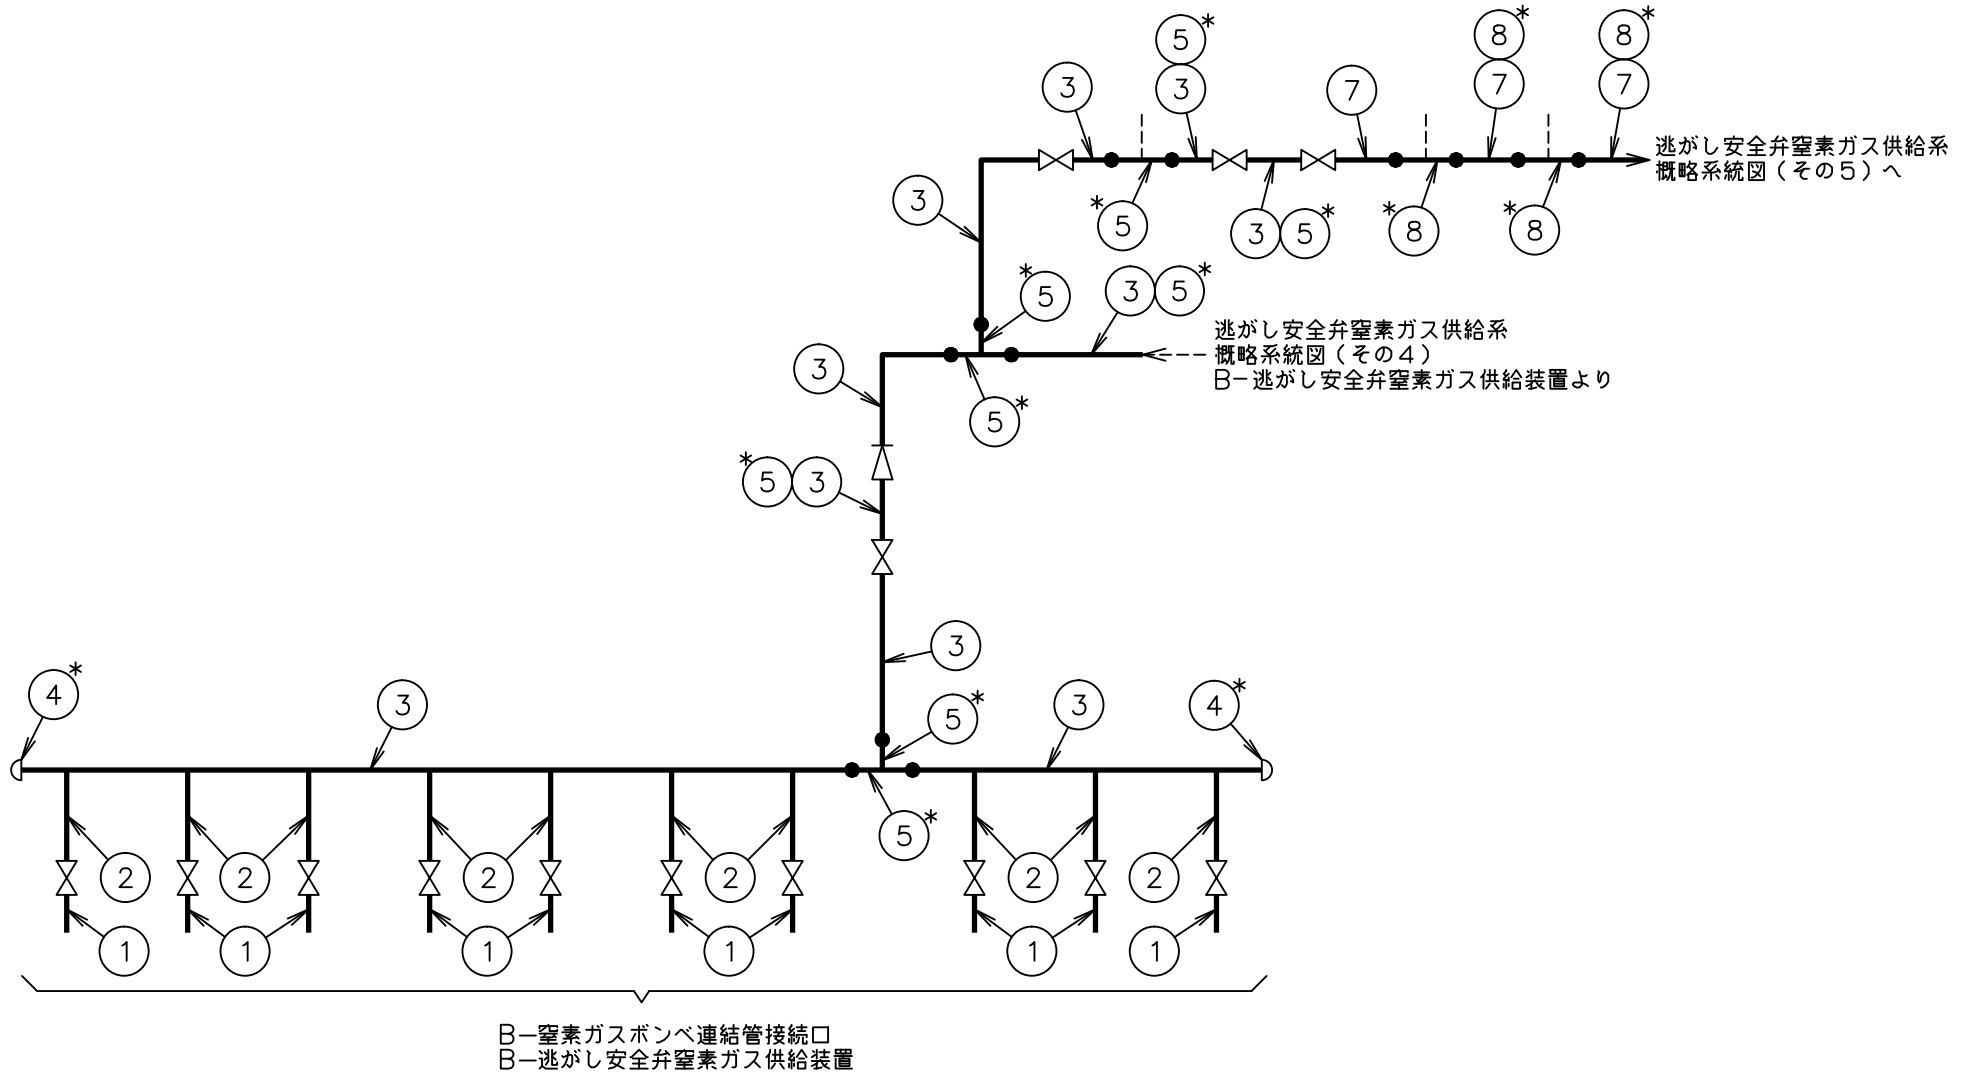 5*
8* 8*
3 3 7 7 7
逃がし安全弁窒素ガス供給系
概略系統図(その5)へ
3 *5 3 5* *8 *8
*5 3 5*
逃がし安全弁窒素ガス供給系
概略系統図(その4)
B-逃がし安全弁窒素ガス供給装置より
3
5*
*5 3
3
4* 3 5* 3 4*
5*
2 2 2 2 2 2
1 1 1 1 1 1
B-窒素ガスボンベ連結管接続口
B-逃がし安全弁窒素ガス供給装置